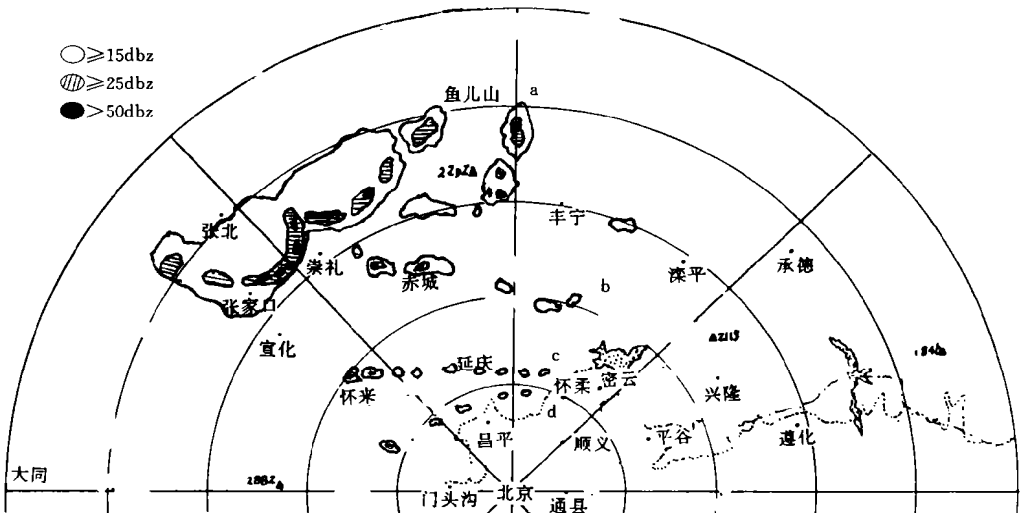 ≥15dbz
≥25dbz
>50dbz
鱼儿山
a
丰宁
张北
崇礼
赤城
滦平
承德
张家口
b
宣化
延庆
c
怀来
怀柔
密云
兴隆
d
昌平
顺义
平谷
遵化
大同
门头沟
北京
通县